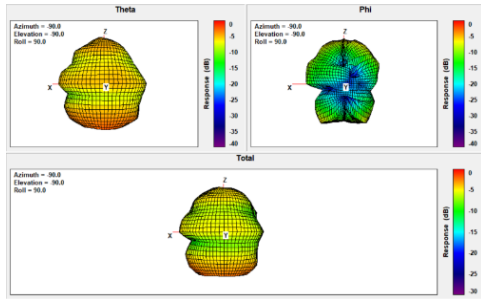 Theta
Azimuth = -90.0
Elevation = -90.0
Roll = 90.0
Z
X
Y
0
-5
-10
-15
-20
-25
-30
-35
-40
Response (dB)
Phi
Azimuth = -90.0
Elevation = -90.0
Roll = 90.0
Z
X
Y
0
-5
-10
-15
-20
-25
-30
-35
-40
Response (dB)
Total
Azimuth = -90.0
Elevation = -90.0
Roll = 90.0
Z
X
Y
0
-5
-10
-15
-20
-25
-30
Response (dB)